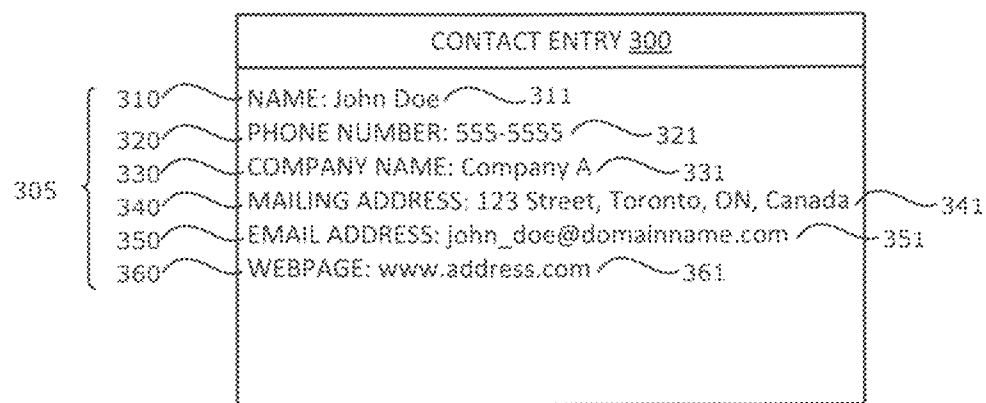 CONTACT ENTRY 300
310 NAME: John Doe 311
320 PHONE NUMBER: 555-5555 321
330 COMPANY NAME: Company A 331
305
340 MAILING ADDRESS: 123 Street, Toronto, ON, Canada 341
350 EMAIL ADDRESS: john_doe@domainname.com 351
360 WEBPAGE: www.address.com 361